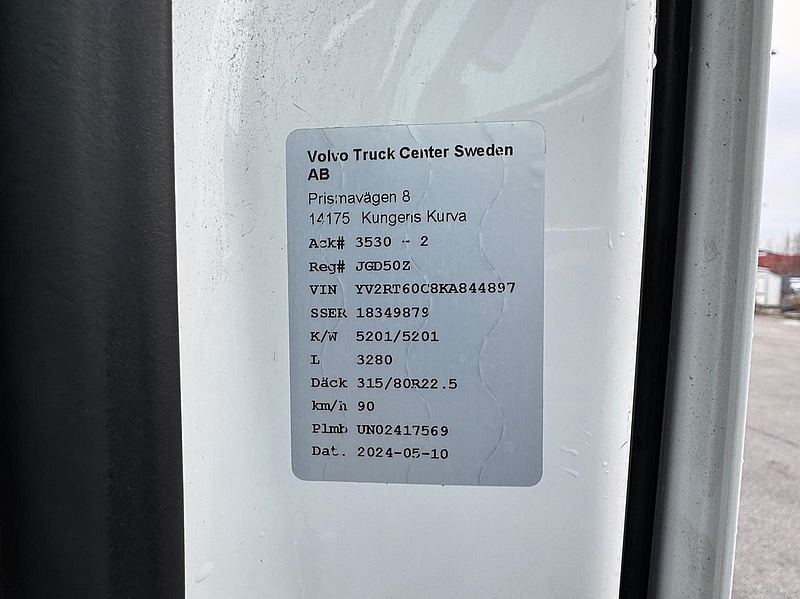 Volvo Truck Center Sweden
AB
Prismavägen 8
14175 Kungens Kurva
Ack# 3530 - 2
Reg# JGD50Z
VIN YV2RT60C8KA844897
SSER 18349879
K/W 5201/5201
L 3280
Däck 315/80R22.5
km/h 90
Plmb UN02417569
Dat. 2024-05-10